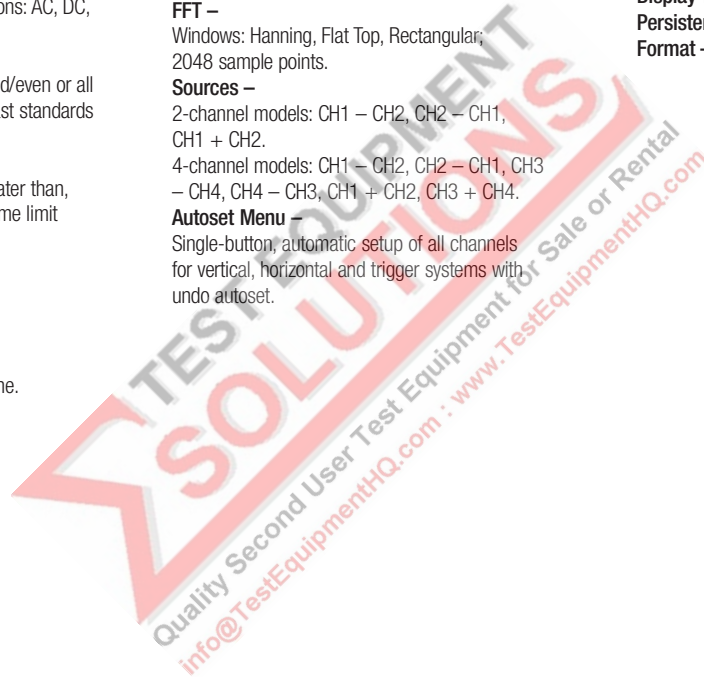 ons: AC, DC,
d/even or all
ast standards
ater than,
me limit
ne.
FFT –
Windows: Hanning, Flat Top, Rectangular;
2048 sample points.
Sources –
2-channel models: CH1 – CH2, CH2 – CH1,
CH1 + CH2.
4-channel models: CH1 – CH2, CH2 – CH1, CH3
– CH4, CH4 – CH3, CH1 + CH2, CH3 + CH4.
Autoset Menu –
Single-button, automatic setup of all channels
for vertical, horizontal and trigger systems with
undo autoset.
Persisten
Format –
TEST EQUIPMENT
SOLUTIONS
Quality Second User Test Equipment for Sale or Rental
info@TestEquipmentHQ.com : www.TestEquipmentHQ.com